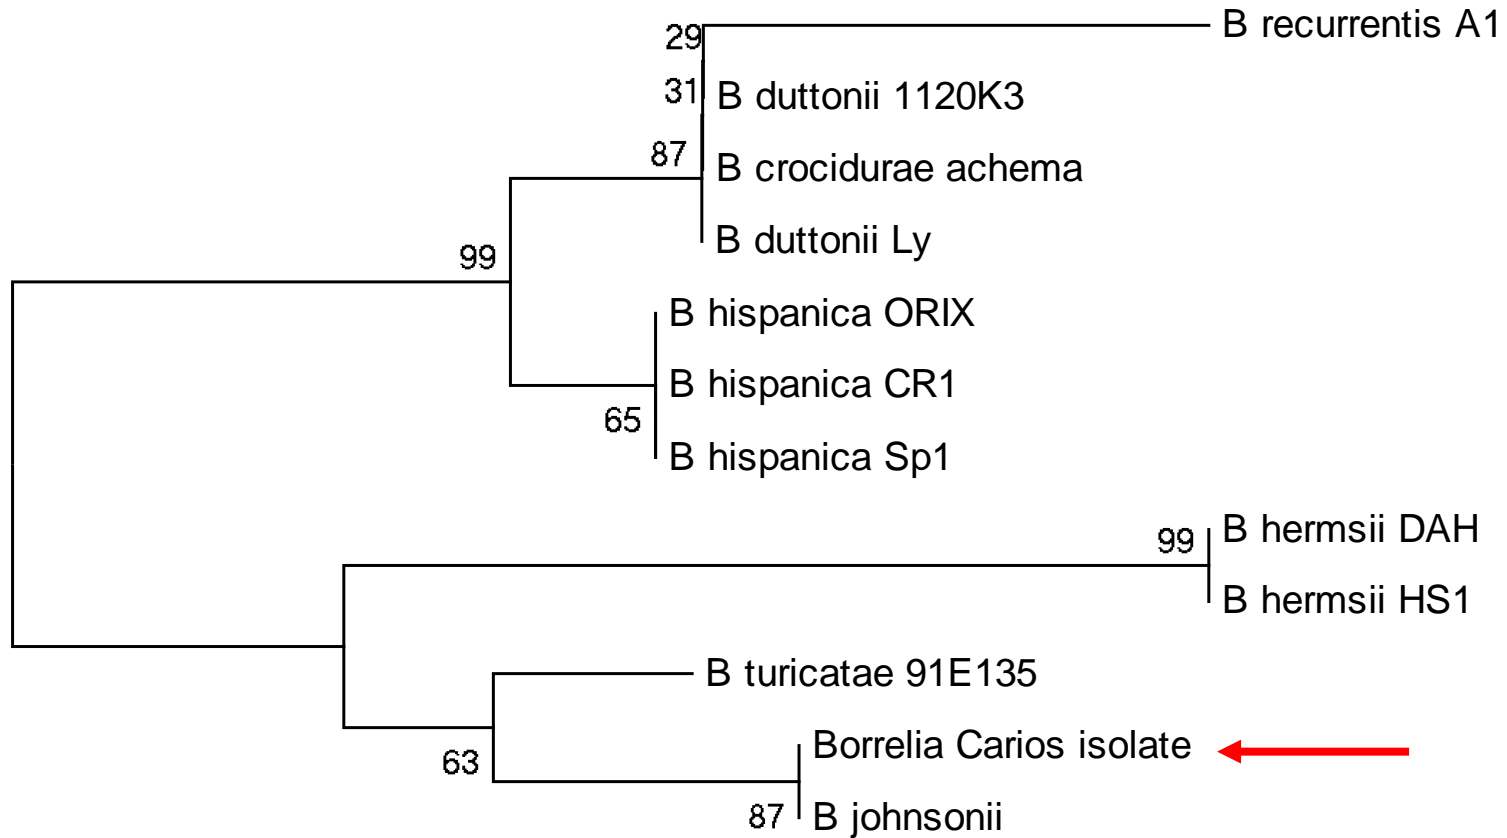 B recurrentis A1
29
31
B duttonii 1120K3
87
B crocidurae achema
B duttonii Ly
99
B hispanica ORIX
B hispanica CR1
65
B hispanica Sp1
99
B hermsii DAH
B hermsii HS1
B turicatae 91E135
63
Borrelia Carios isolate
87
B johnsonii